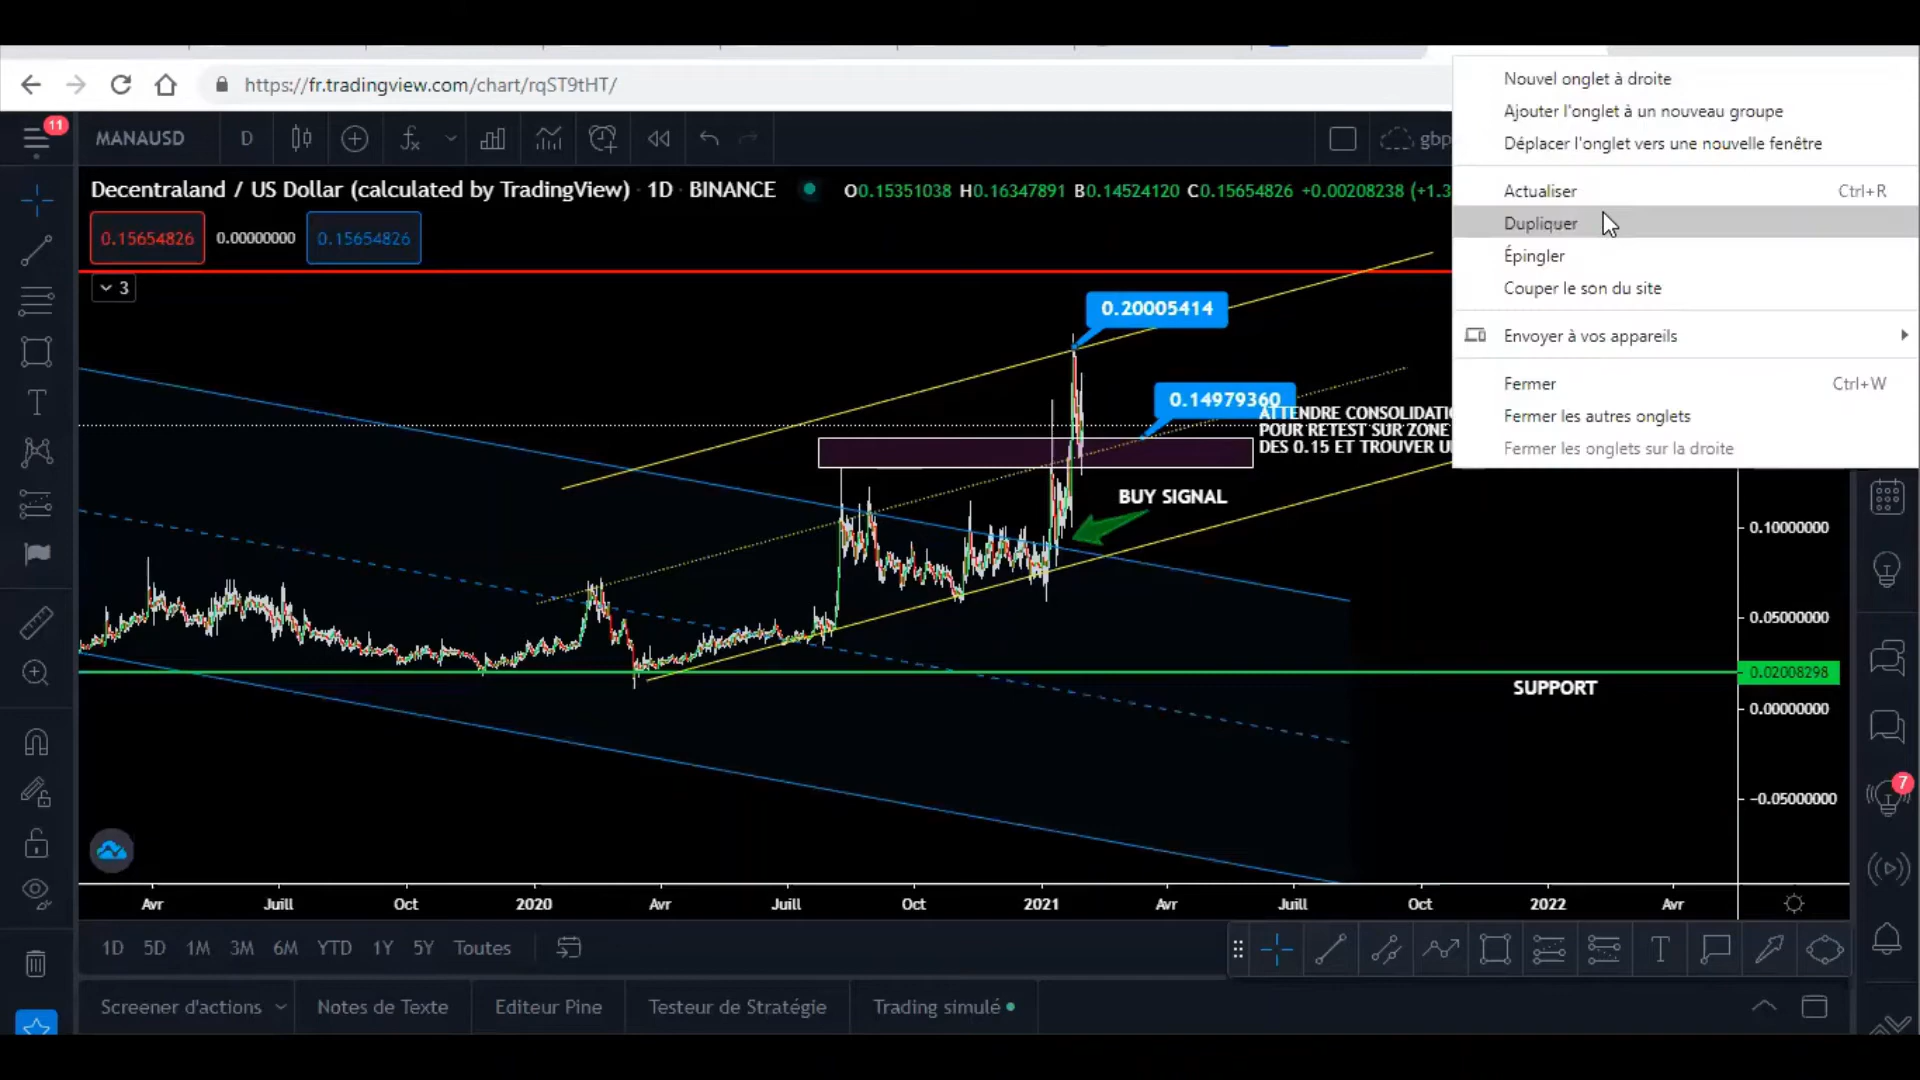 https://fr.tradingview.com/chart/rqST9tHT/
Nouvel onglet à droite
Ajouter l'onglet à un nouveau groupe
Déplacer l'onglet vers une nouvelle fenêtre
Actualiser Ctrl+R
Dupliquer
Épingler
Couper le son du site
Envoyer à vos appareils
Fermer Ctrl+W
Fermer les autres onglets
Fermer les onglets sur la droite
11
MANAUSD D
gbp
Decentraland / US Dollar (calculated by TradingView) 1D BINANCE O0.15351038 H0.16347891 B0.14524120 C0.15654826 +0.00208238 (+1.3
0.15654826 0.00000000 0.15654826
3
0.20005414
0.14979360
ATTENDRE
POUR RETEST SUR ZONE
DES 0.15 ET TROUVER
BUY SIGNAL
0.10000000
0.05000000
0.02008298
SUPPORT
0.00000000
7
-0.05000000
Avr Juill Oct 2020 Avr Juill Oct 2021 Avr Juill Oct 2022 Avr
1D 5D 1M 3M 6M YTD 1Y 5Y Toutes
Screener d'actions Notes de Texte Editeur Pine Testeur de Stratégie Trading simulé